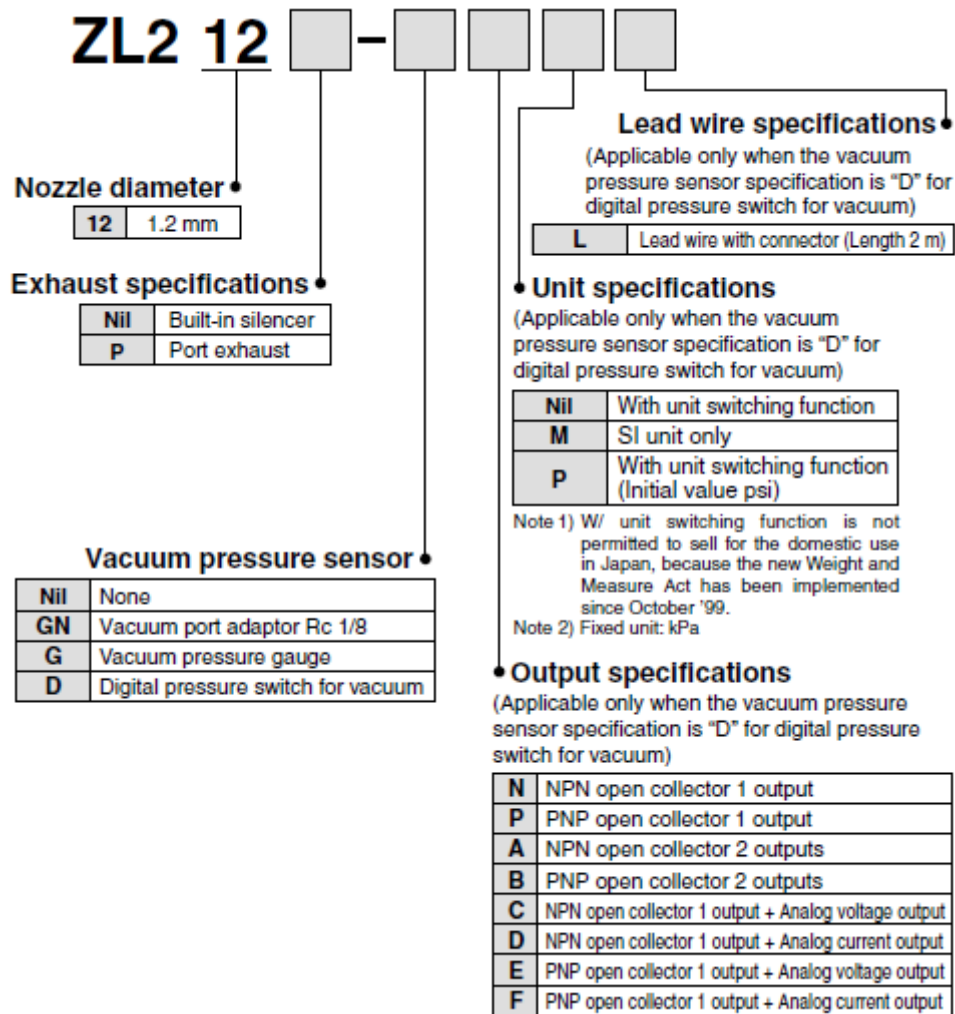 ZL2 12 –
Lead wire specifications
(Applicable only when the vacuum
pressure sensor specification is “D” for
digital pressure switch for vacuum)
L Lead wire with connector (Length 2 m)
Nozzle diameter
12 1.2 mm
Exhaust specifications
Nil Built-in silencer
P Port exhaust
Unit specifications
(Applicable only when the vacuum
pressure sensor specification is “D” for
digital pressure switch for vacuum)
Nil With unit switching function
M SI unit only
P With unit switching function
(Initial value psi)
Note 1) W/ unit switching function is not
permitted to sell for the domestic use
in Japan, because the new Weight and
Measure Act has been implemented
since October ’99.
Note 2) Fixed unit: kPa
Vacuum pressure sensor
Nil None
GN Vacuum port adaptor Rc 1/8
G Vacuum pressure gauge
D Digital pressure switch for vacuum
Output specifications
(Applicable only when the vacuum pressure
sensor specification is “D” for digital pressure
switch for vacuum)
N NPN open collector 1 output
P PNP open collector 1 output
A NPN open collector 2 outputs
B PNP open collector 2 outputs
C NPN open collector 1 output + Analog voltage output
D NPN open collector 1 output + Analog current output
E PNP open collector 1 output + Analog voltage output
F PNP open collector 1 output + Analog current output